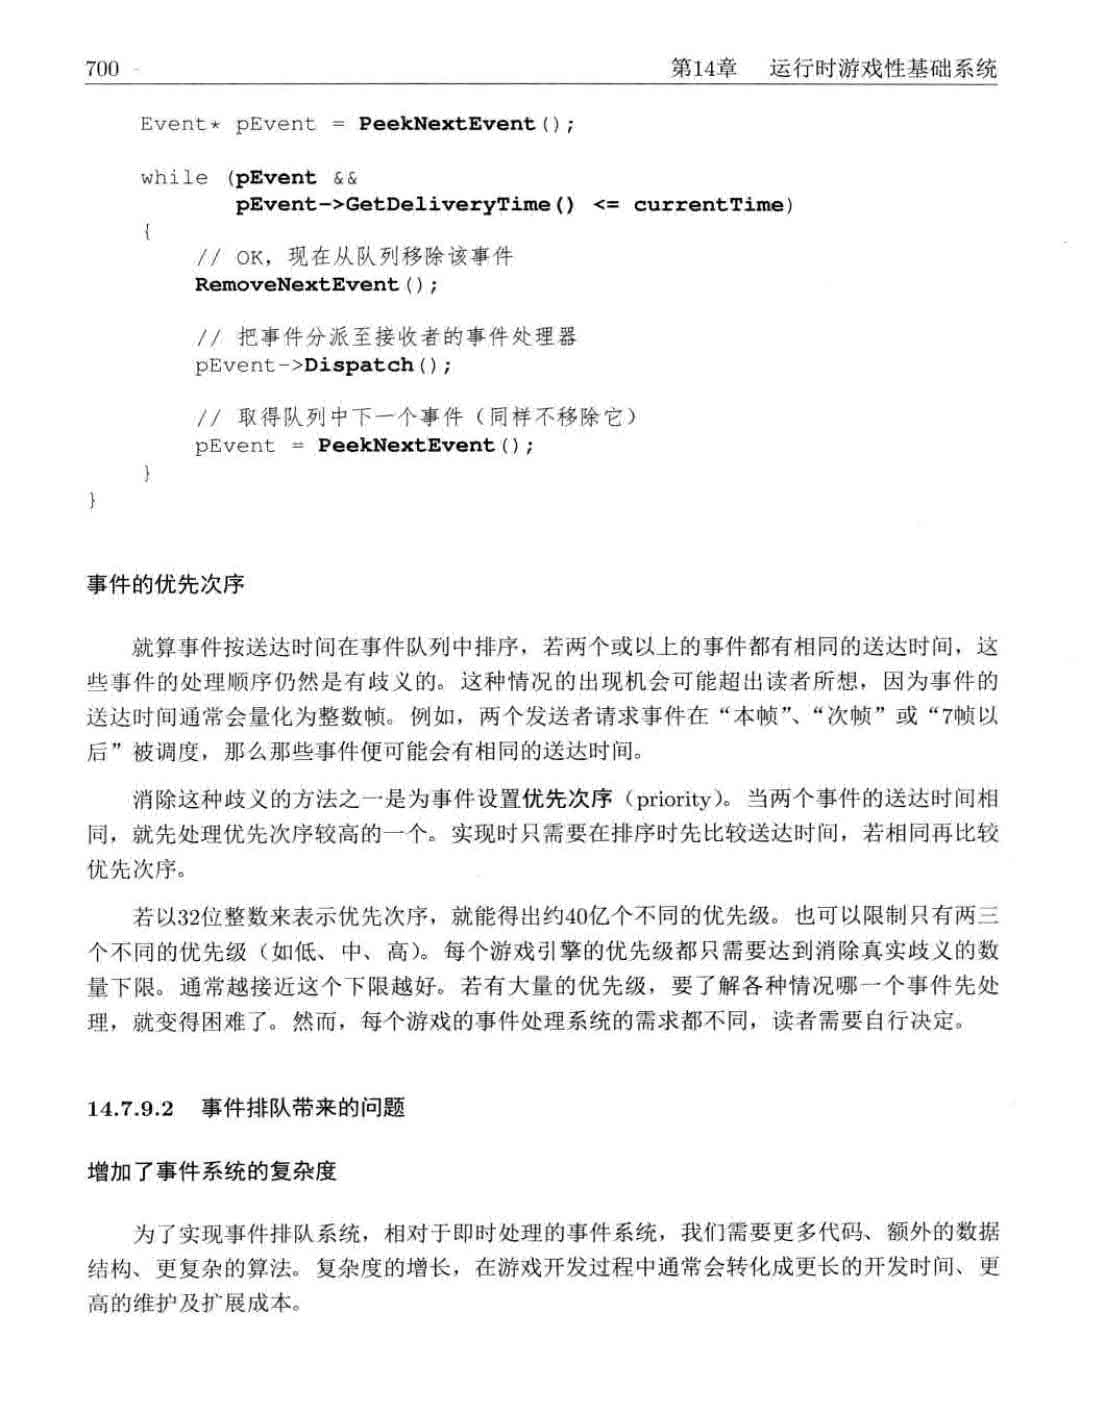 700 第14章 运行时游戏性基础系统
Event* pEvent = PeekNextEvent();
while (pEvent &&
pEvent->GetDeliveryTime() <= currentTime)
{
// OK，现在从队列移除该事件
RemoveNextEvent();
// 把事件分派至接收者的事件处理器
pEvent->Dispatch();
// 取得队列中下一个事件（同样不移除它）
pEvent = PeekNextEvent();
}
}
事件的优先次序
就算事件按送达时间在事件队列中排序，若两个或以上的事件都有相同的送达时间，这
些事件的处理顺序仍然是有歧义的。这种情况的出现机会可能超出读者所想，因为事件的
送达时间通常会量化为整数帧。例如，两个发送者请求事件在“本帧”、“次帧”或“7帧以
后”被调度，那么那些事件便可能会有相同的送达时间。
消除这种歧义的方法之一是为事件设置优先次序（priority）。当两个事件的送达时间相
同，就先处理优先次序较高的一个。实现时只需要在排序时先比较送达时间，若相同再比较
优先次序。
若以32位整数来表示优先次序，就能得出约40亿个不同的优先级。也可以限制只有两三
个不同的优先级（如低、中、高）。每个游戏引擎的优先级都只需要达到消除真实歧义的数
量下限。通常越接近这个下限越好。若有大量的优先级，要了解各种情况哪一个事件先处
理，就变得困难了。然而，每个游戏的事件处理系统的需求都不同，读者需要自行决定。
14.7.9.2 事件排队带来的问题
增加了事件系统的复杂度
为了实现事件排队系统，相对于即时处理的事件系统，我们需要更多代码、额外的数据
结构、更复杂的算法。复杂度的增长，在游戏开发过程中通常会转化成更长的开发时间、更
高的维护及扩展成本。